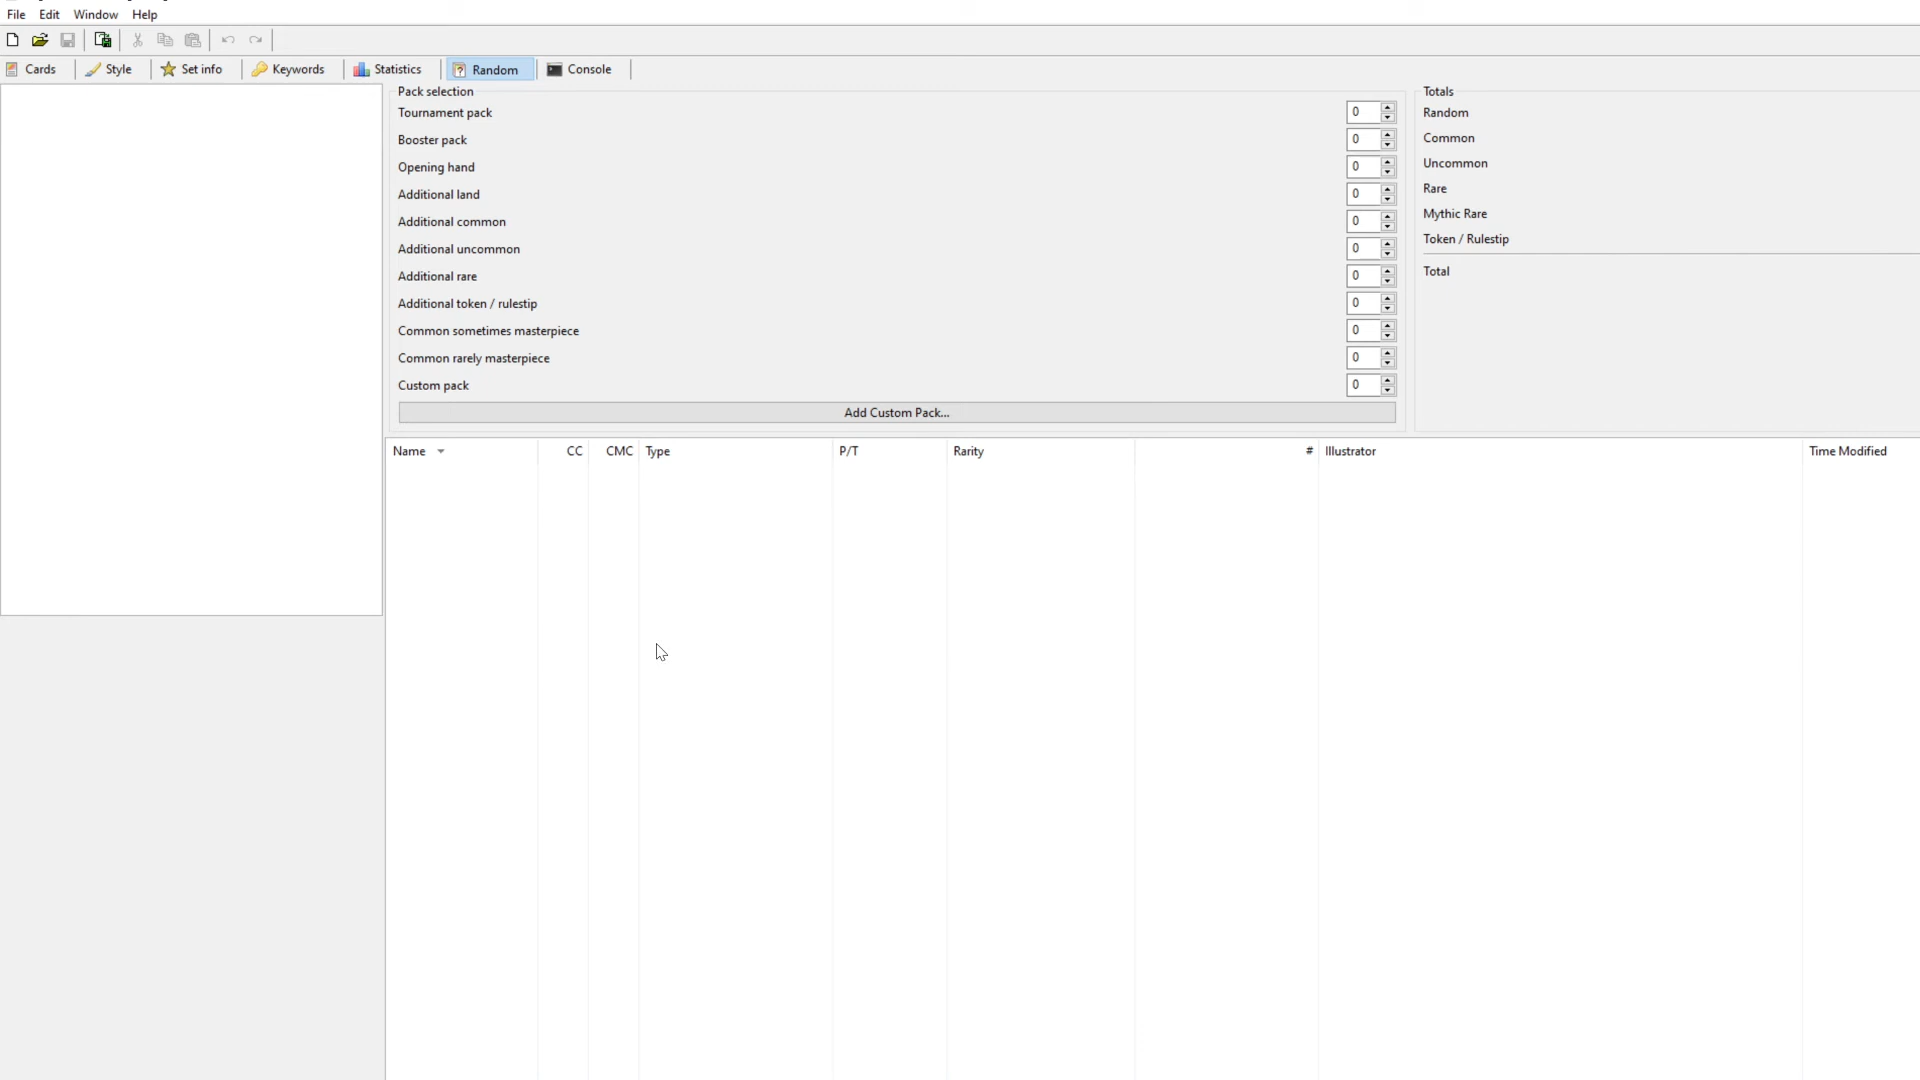 File Edit Window Help
Cards Style Set info Keywords Statistics Random Console
Pack selection
Tournament pack 0
Booster pack 0
Opening hand 0
Additional land 0
Additional common 0
Additional uncommon 0
Additional rare 0
Additional token / rulestip 0
Common sometimes masterpiece 0
Common rarely masterpiece 0
Custom pack 0
Add Custom Pack...
Totals
Random
Common
Uncommon
Rare
Mythic Rare
Token / Rulestip
Total
Name CC CMC Type P/T Rarity # Illustrator Time Modified